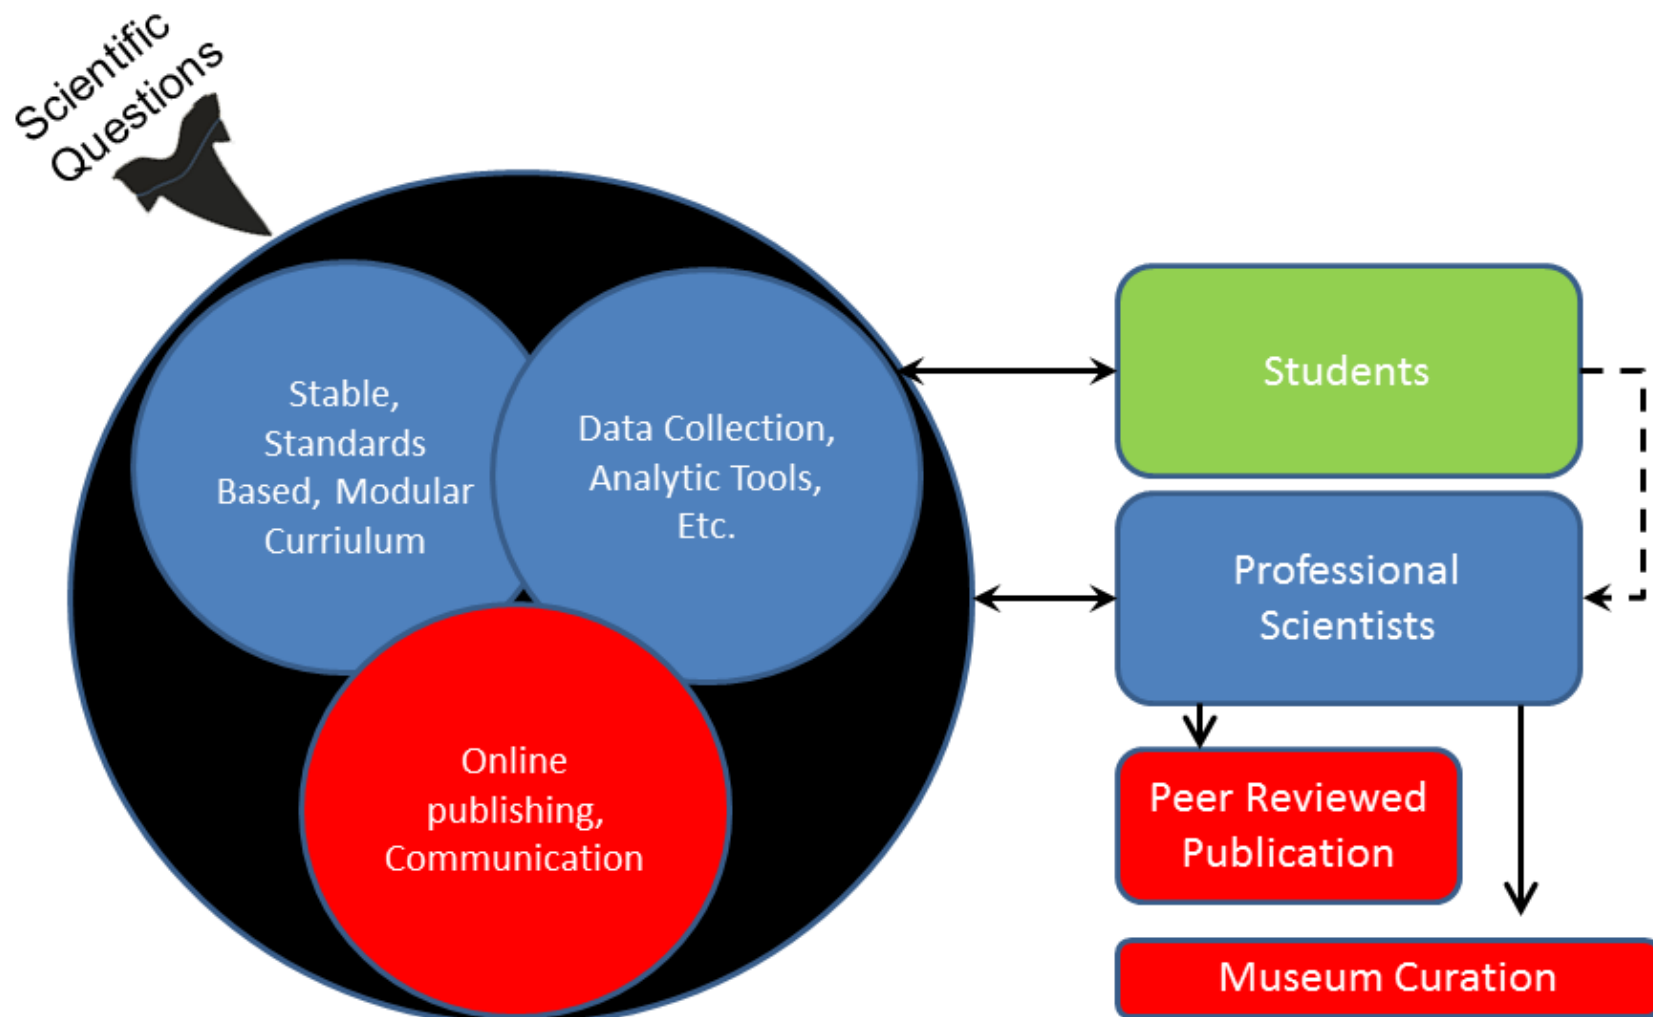 Scientific
Questions
Stable,
Standards
Based, Modular
Curriulum
Data Collection,
Analytic Tools,
Etc.
Online
publishing,
Communication
Students
Professional
Scientists
Peer Reviewed
Publication
Museum Curation